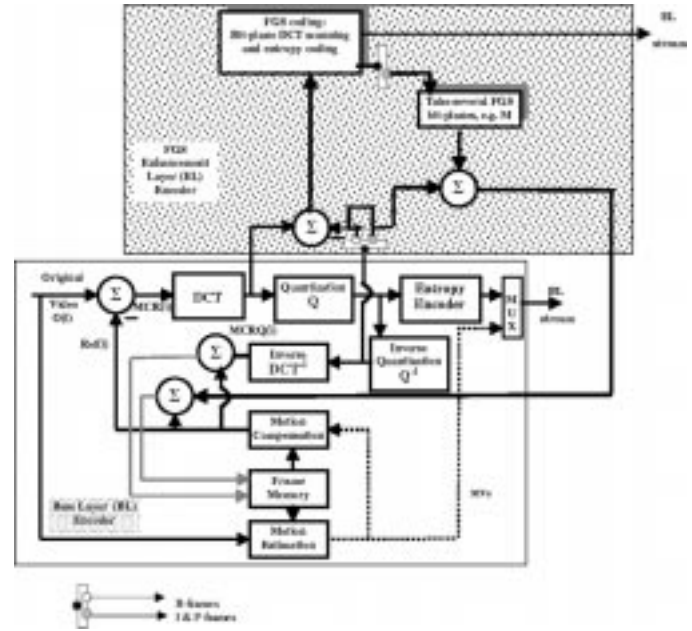 FGS coding:
Bit-plane DCT scanning
and entropy coding
EL
stream
Take several FGS
bit-planes, e.g. M
FGS
Enhancement
Layer (EL)
Encoder
Σ
Σ
Original
Video O(i)
Σ
MCR(i)
DCT
Quantization
Q
Entropy
Encoder
MUX
BL
stream
MCRQ(i)
Σ
Inverse
DCT
Inverse
Quantization
Q⁻¹
Σ
Motion
Compensation
Frame
Memory
Motion
Estimation
MVs
Base Layer (BL)
Encoder
B-frames
I & P-frames